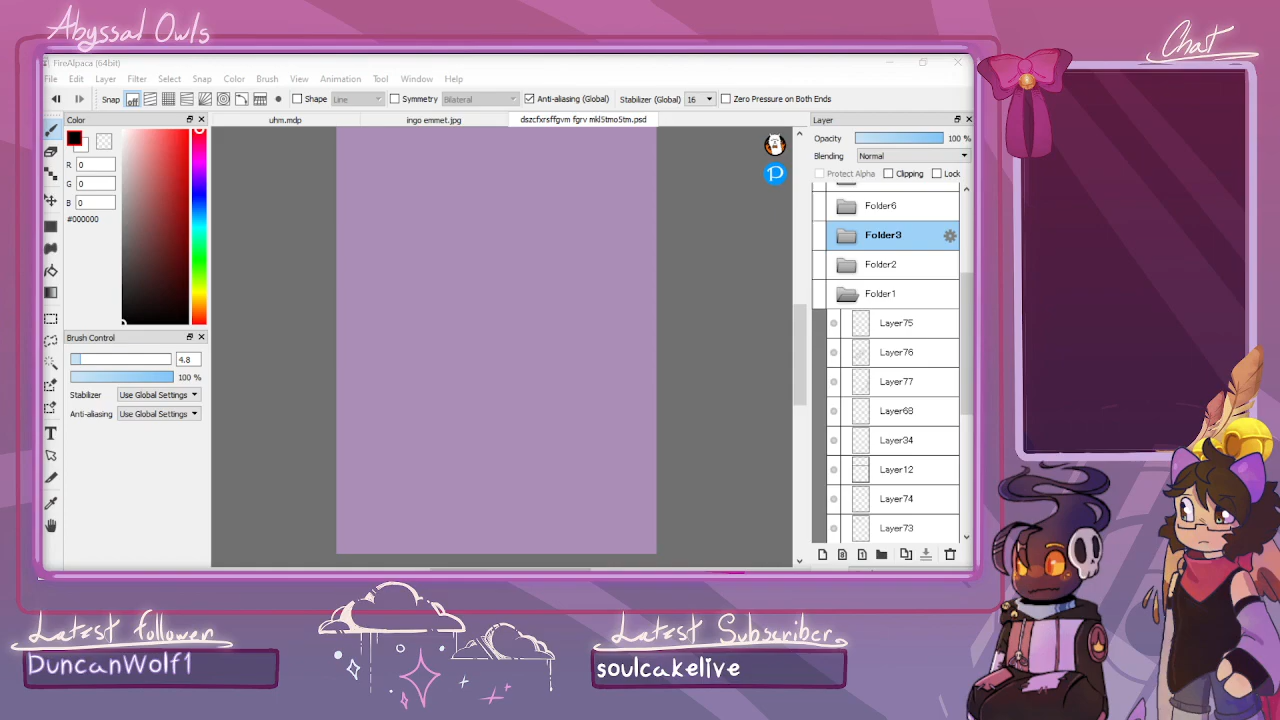 Abyssal Owls
Chat
FireAlpaca (64bit)
File Edit Layer Filter Select Snap Color Brush View Animation Tool Window Help
Snap off Shape Line Symmetry Bilateral Anti-aliasing (Global) Stabilizer (Global) 16 Zero Pressure on Both Ends
Color
uhm.mdp
ingo emmet.jpg
dszcfxrsffgvm fgrv mkl5tmo5tm.psd
Layer
R 0
G 0
B 0
#000000
Opacity 100 %
Blending Normal
Protect Alpha Clipping Lock
Folder6
Folder3
Folder2
Folder1
Layer75
Layer76
Layer77
Layer68
Layer34
Layer12
Layer74
Layer73
Brush Control
4.8
100 %
Stabilizer Use Global Settings
Anti-aliasing Use Global Settings
T
P
8
1
Latest follower
DuncanWolf1
Latest Subscriber
soulcakelive